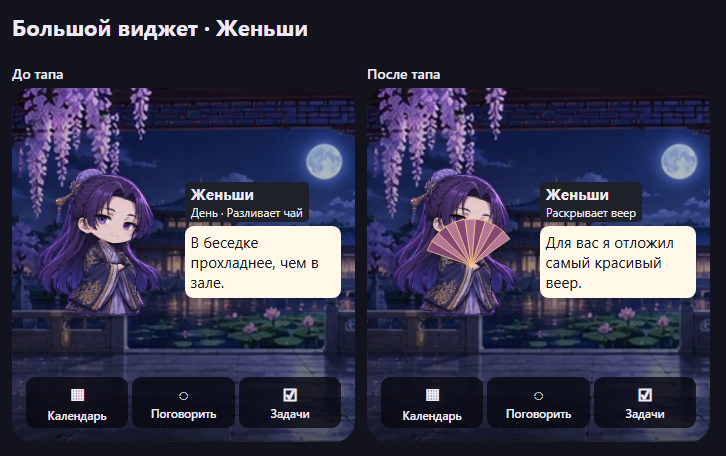 Большой виджет · Женьши
До тапа
Женьши
День · Разливает чай
В беседке
прохладнее, чем в
зале.
Календарь
Поговорить
Задачи
После тапа
Женьши
Раскрывает веер
Для вас я отложил
самый красивый
веер.
Календарь
Поговорить
Задачи